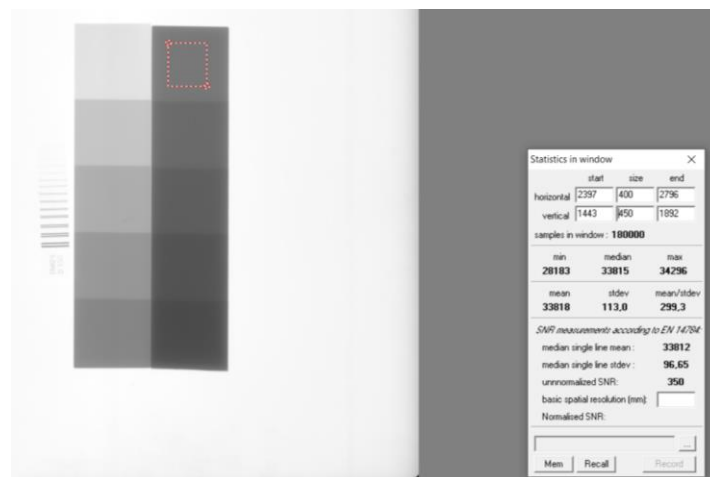 Statistics in window
start size end
horizontal 2397 400 2796
vertical 1443 450 1892
samples in window : 180000
min median max
28183 33815 34296
mean stdev mean/stdev
33818 113,0 299,3
SNR measurements according to EN 14784:
median single line mean : 33812
median single line stdev : 96,65
unnnormalized SNR: 350
basic spatial resolution (mm):
Normalised SNR:
...
Mem Recall Record